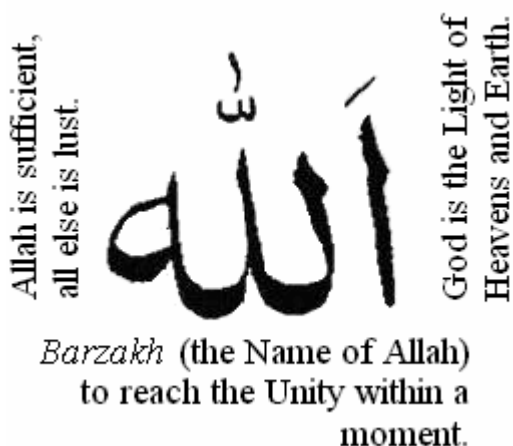 Allah is sufficient,
all else is lust.
اَللّٰه
God is the Light of
Heavens and Earth.
Barzakh (the Name of Allah)
to reach the Unity within a
moment.